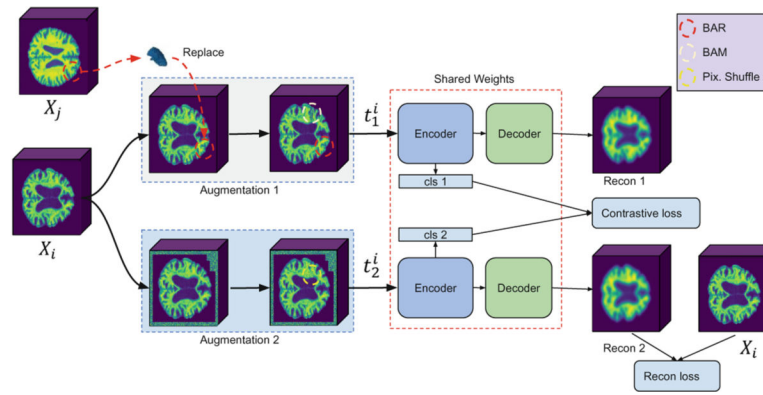 BAR
BAM
Pix. Shuffle
Replace
X_j
Shared Weights
t_1^i
Encoder
Decoder
Augmentation 1
cls 1
Recon 1
X_i
Contrastive loss
cls 2
t_2^i
Encoder
Decoder
Augmentation 2
Recon 2
X_i
Recon loss